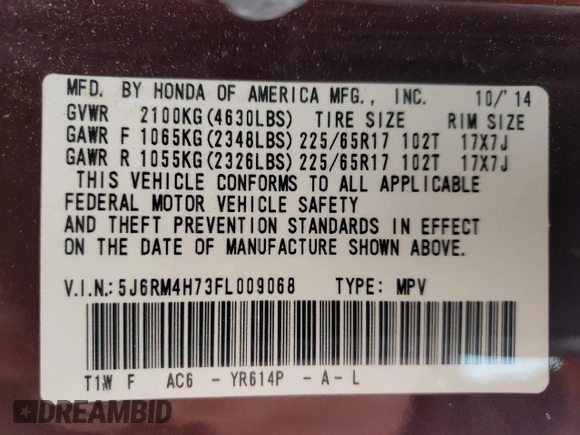 MFD. BY HONDA OF AMERICA MFG., INC. 10/'14
GVWR 2100KG(4630LBS) TIRE SIZE RIM SIZE
GAWR F 1065KG(2348LBS) 225/65R17 102T 17X7J
GAWR R 1055KG(2326LBS) 225/65R17 102T 17X7J
THIS VEHICLE CONFORMS TO ALL APPLICABLE
FEDERAL MOTOR VEHICLE SAFETY
AND THEFT PREVENTION STANDARDS IN EFFECT
ON THE DATE OF MANUFACTURE SHOWN ABOVE.
V.I.N.: 5J6RM4H73FL009068 TYPE: MPV
T1W F AC6 - YR614P - A - L
DREAMBID